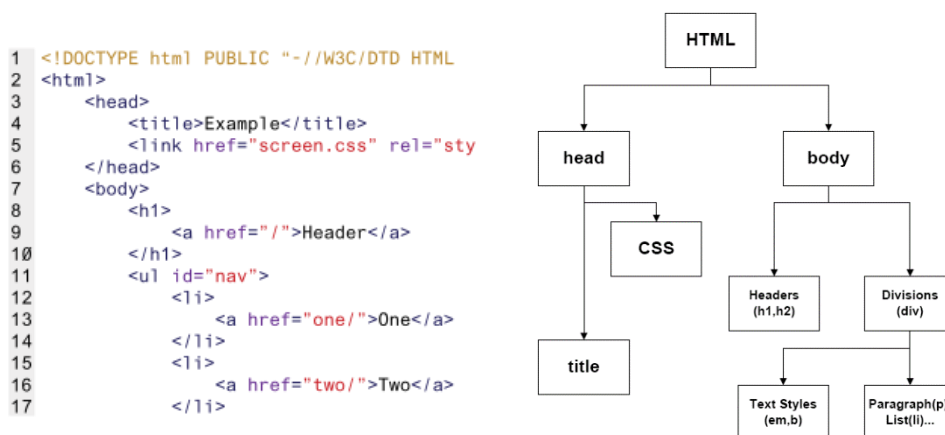 1 <!DOCTYPE html PUBLIC "-//W3C/DTD HTML
2 <html>
3     <head>
4         <title>Example</title>
5         <link href="screen.css" rel="sty
6     </head>
7     <body>
8         <h1>
9             <a href="/">Header</a>
10         </h1>
11         <ul id="nav">
12             <li>
13                 <a href="one/">One</a>
14             </li>
15             <li>
16                 <a href="two/">Two</a>
17             </li>
HTML
head
body
CSS
Headers
(h1,h2)
Divisions
(div)
title
Text Styles
(em,b)
Paragraph(p)
List(li)...